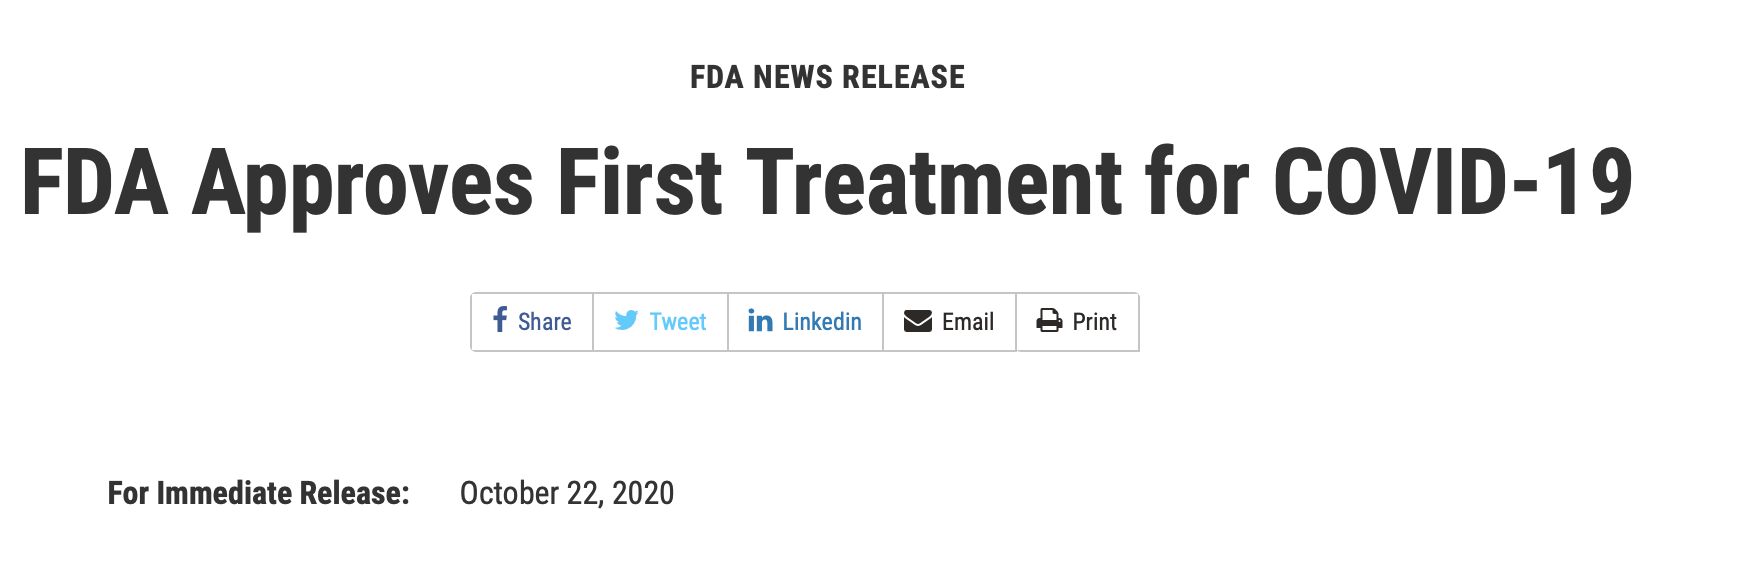 FDA NEWS RELEASE
FDA Approves First Treatment for COVID-19
Share Tweet Linkedin Email Print
For Immediate Release: October 22, 2020